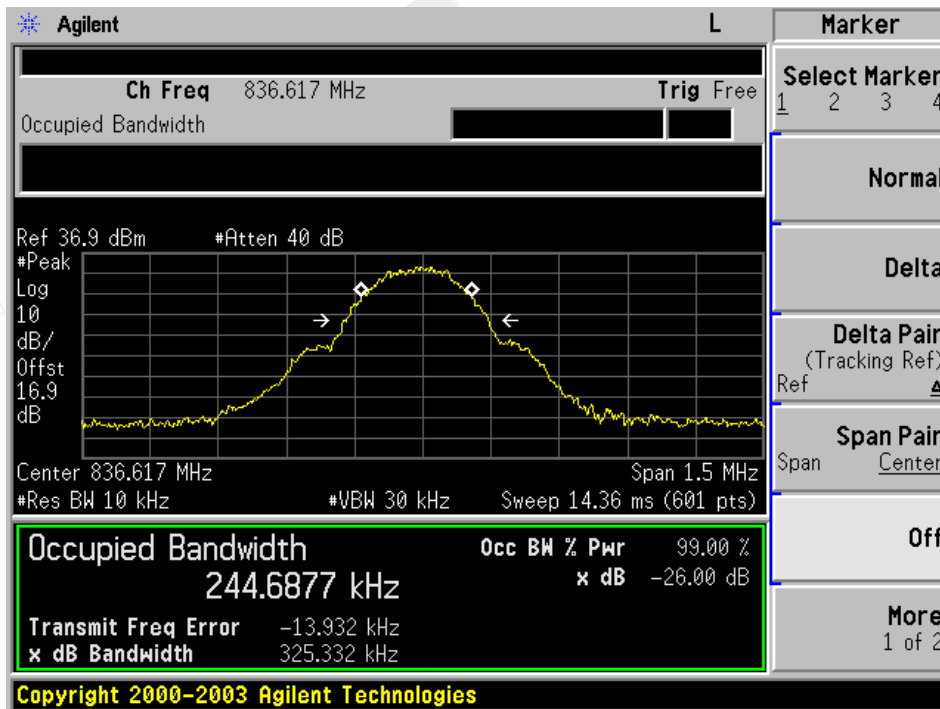 Agilent L Marker
Ch Freq 836.617 MHz Trig Free
Occupied Bandwidth
Select Marker
1 2 3 4
Normal
Delta
Delta Pair
(Tracking Ref)
Ref Δ
Span Pair
Span Center
Off
More
1 of 2
Ref 36.9 dBm #Atten 40 dB
#Peak
Log
10
dB/
Offst
16.9
dB
Center 836.617 MHz Span 1.5 MHz
#Res BW 10 kHz #VBW 30 kHz Sweep 14.36 ms (601 pts)
Occupied Bandwidth Occ BW % Pwr 99.00 %
244.6877 kHz x dB -26.00 dB
Transmit Freq Error -13.932 kHz
x dB Bandwidth 325.332 kHz
Copyright 2000-2003 Agilent Technologies